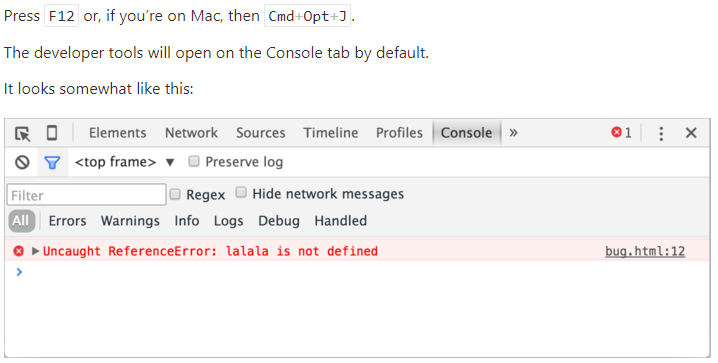 Press F12 or, if you’re on Mac, then Cmd+Opt+J.
The developer tools will open on the Console tab by default.
It looks somewhat like this:
Elements Network Sources Timeline Profiles Console » 1
<top frame> ▼ Preserve log
Filter Regex Hide network messages
All Errors Warnings Info Logs Debug Handled
Uncaught ReferenceError: lalala is not defined bug.html:12
>